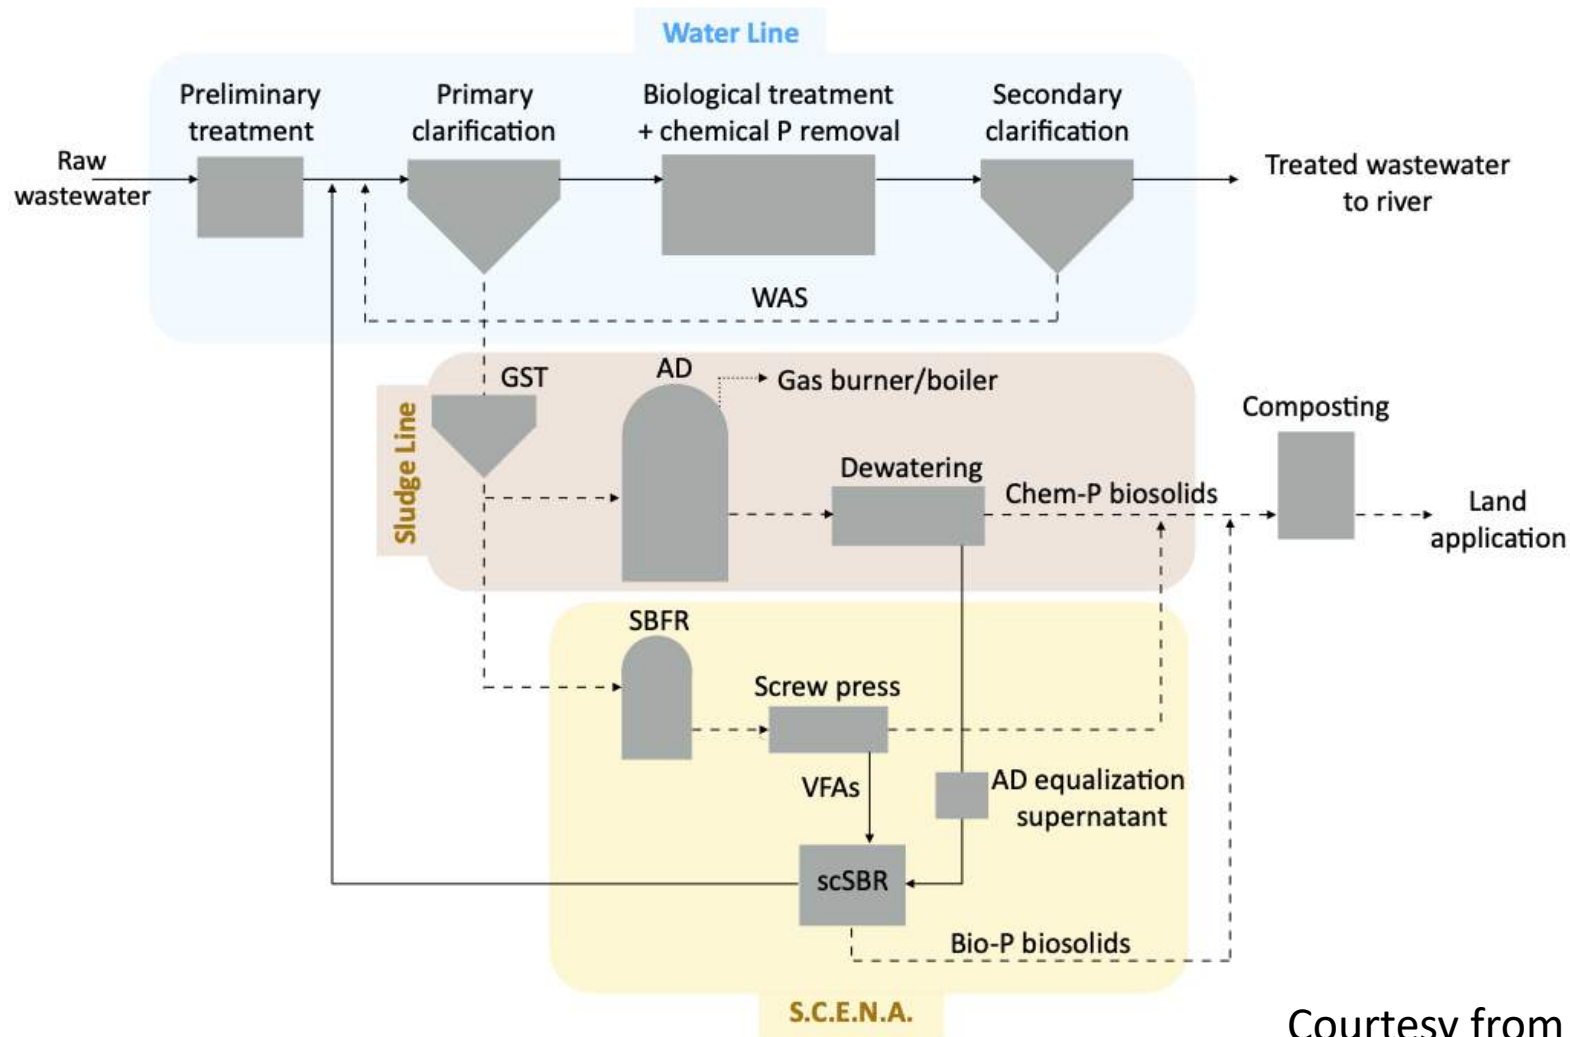 Water Line
Preliminary
treatment
Primary
clarification
Biological treatment
+ chemical P removal
Secondary
clarification
Raw
wastewater
Treated wastewater
to river
WAS
GST
AD
Gas burner/boiler
Sludge Line
Dewatering
Chem-P biosolids
Composting
Land
application
SBFR
Screw press
VFAs
AD equalization
supernatant
scSBR
Bio-P biosolids
S.C.E.N.A.
Courtesy from